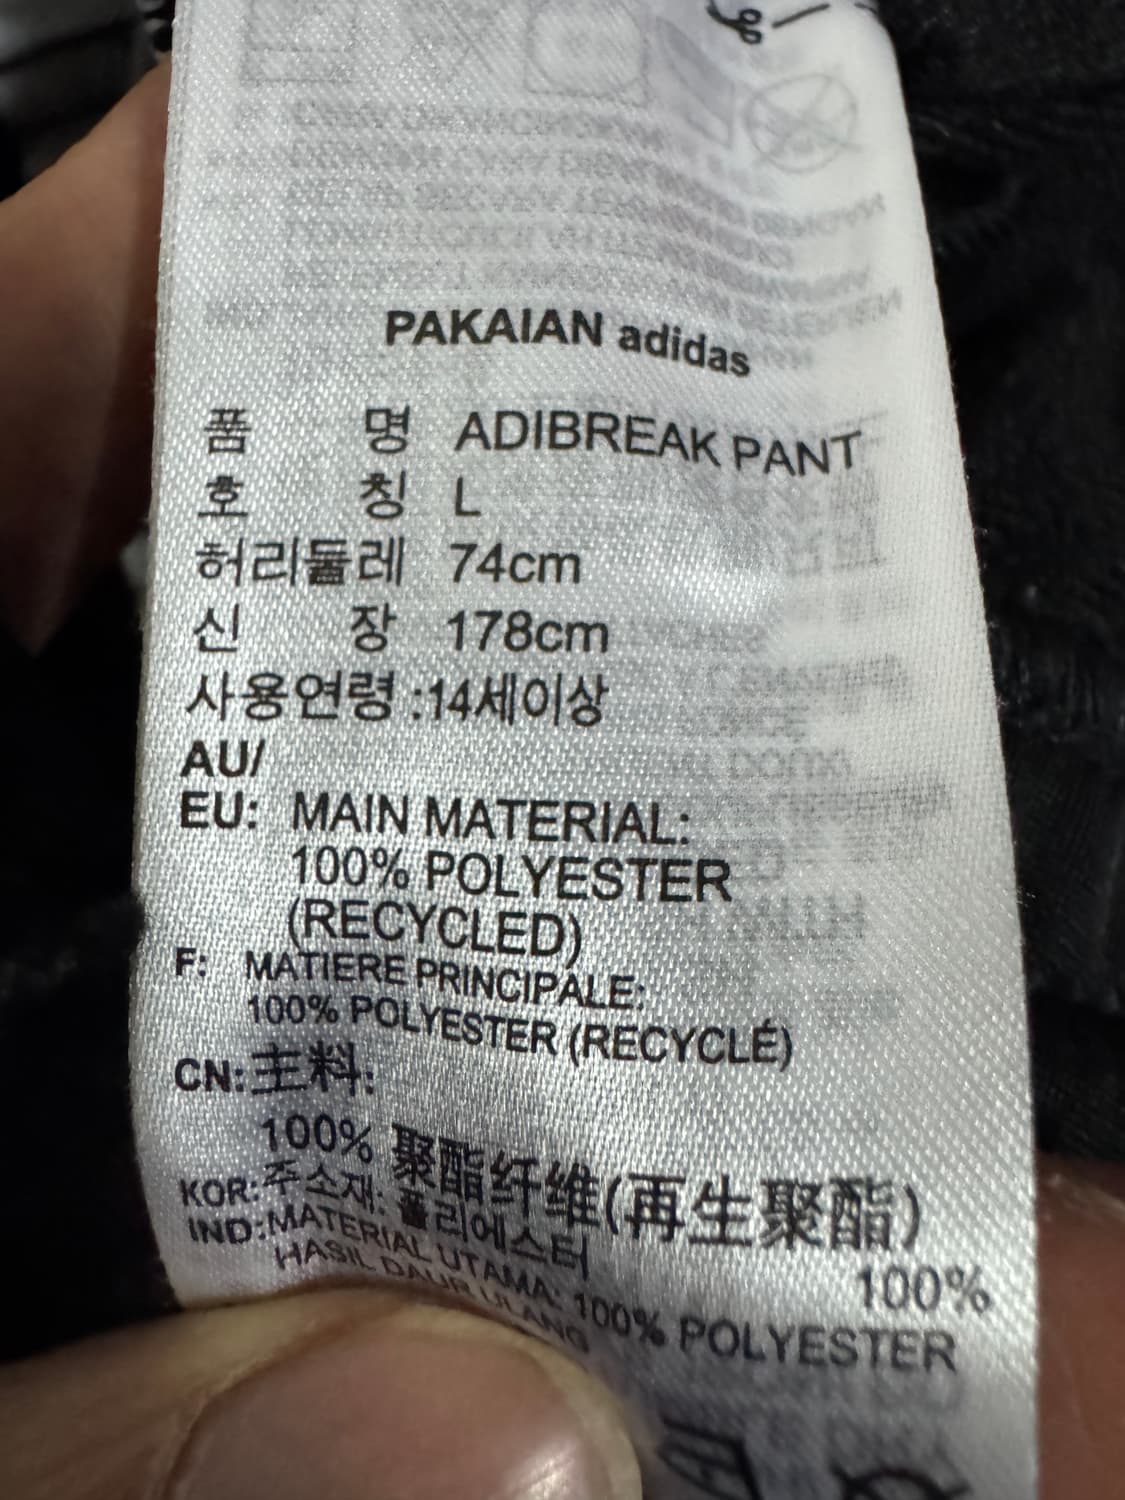 PAKAIAN adidas
품 명 ADIBREAK PANT
호 칭 L
허리둘레 74cm
신 장 178cm
사용연령 :14세이상
AU/
EU: MAIN MATERIAL:
100% POLYESTER
(RECYCLED)
F: MATIERE PRINCIPALE:
100% POLYESTER (RECYCLÉ)
CN: 主料:
100% 聚酯纤维(再生聚酯)
KOR: 주소재: 폴리에스터 100%
IND: MATERIAL UTAMA: 100% POLYESTER
HASIL DAUR ULANG